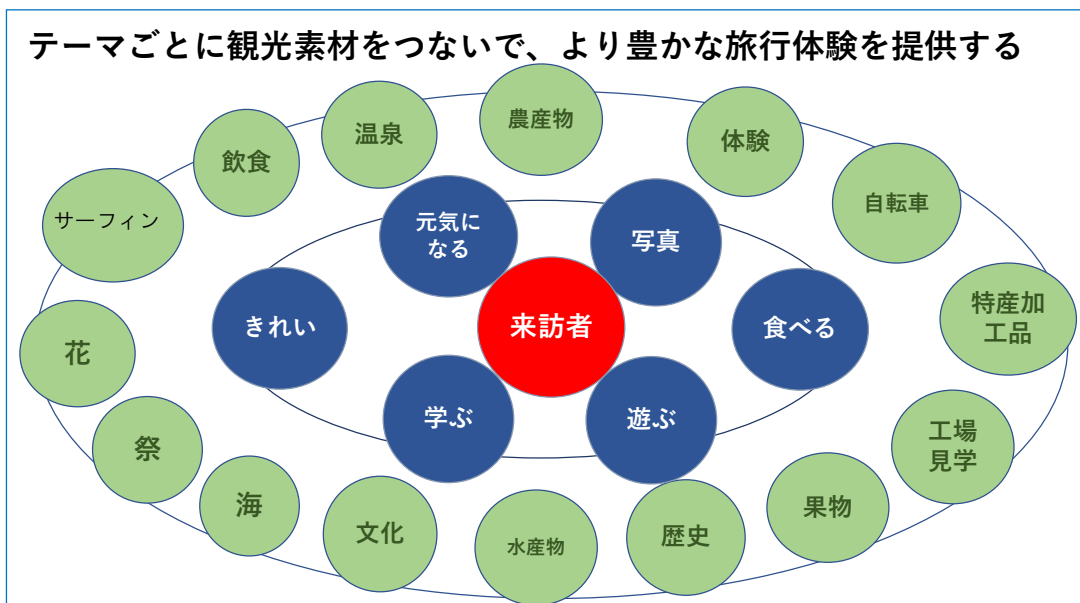 テーマごとに観光素材をつないで、より豊かな旅行体験を提供する
農産物
温泉
体験
飲食
自転車
サーフィン
元気に
なる
写真
特産加
工品
きれい
来訪者
食べる
花
学ぶ
遊ぶ
祭
工場
見学
海
果物
文化
水産物
歴史